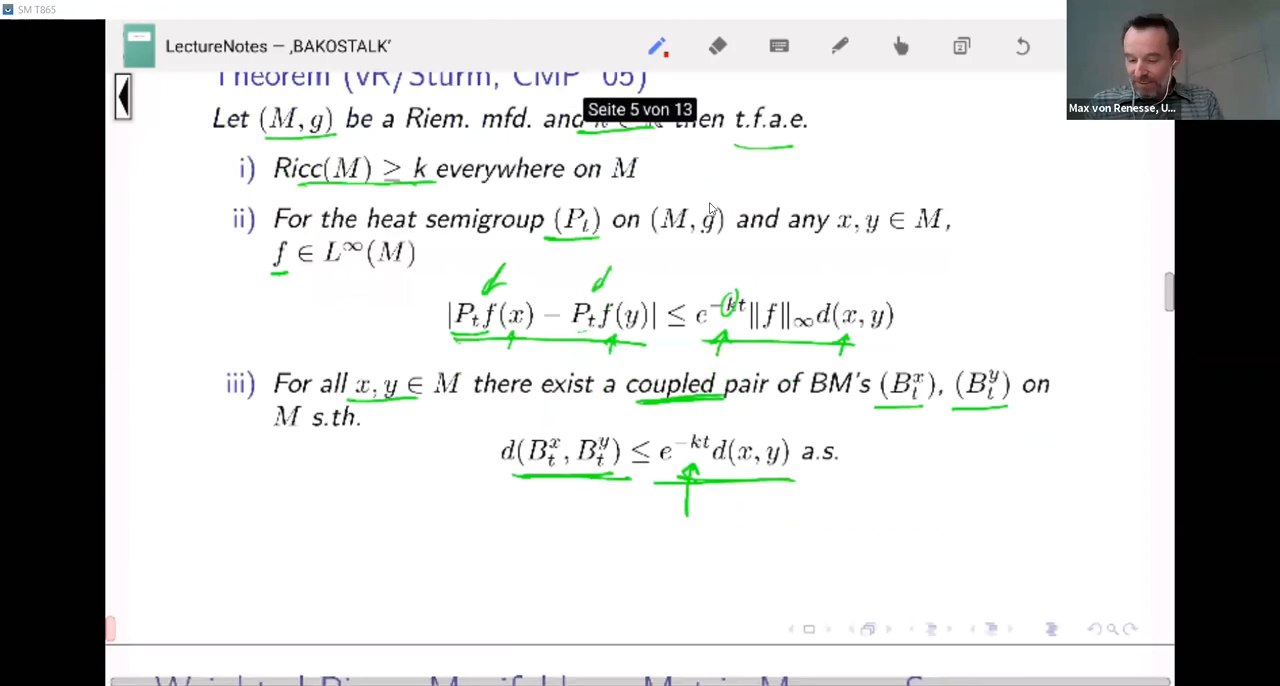 SM T865
LectureNotes – ‚BAKOSTALK'
Theorem (VR/Sturm, CMP '05)
Seite 5 von 13
Max von Renesse, U...
Let (M, g) be a Riem. mfd. and then t.f.a.e.
i) Ricc(M) ≥ k everywhere on M
ii) For the heat semigroup (P_t) on (M, g) and any x, y ∈ M,
f ∈ L^∞(M)
|P_t f(x) − P_t f(y)| ≤ e^{−kt}‖f‖_∞ d(x, y)
iii) For all x, y ∈ M there exist a coupled pair of BM's (B_t^x), (B_t^y) on
M s.th.
d(B_t^x, B_t^y) ≤ e^{−kt} d(x, y) a.s.